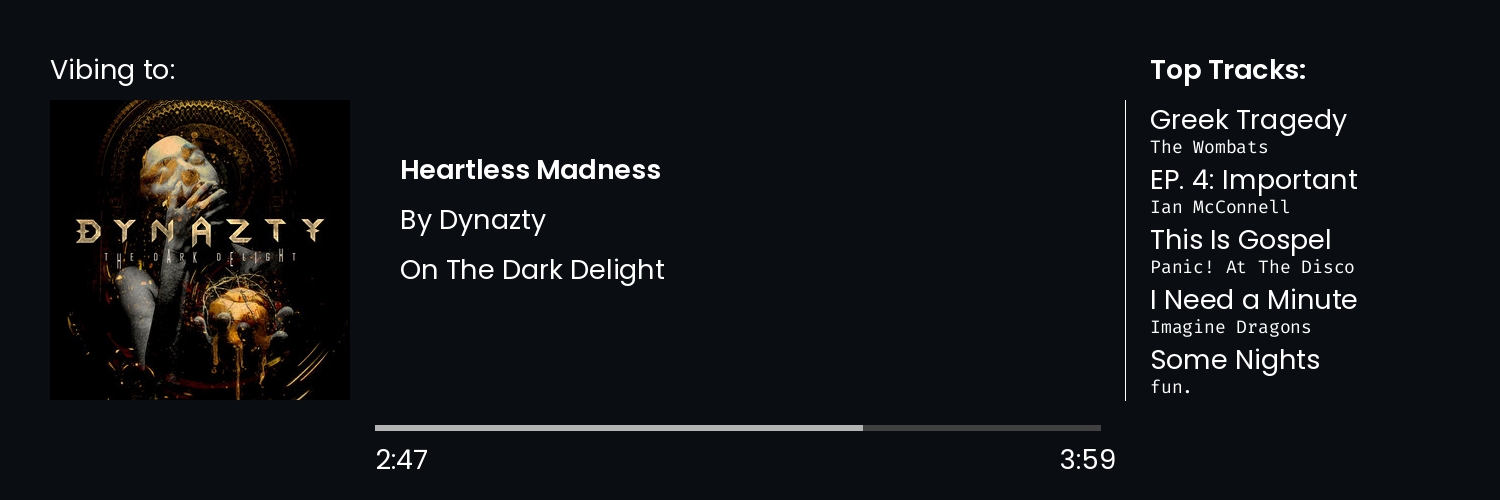 Vibing to:
DYNAZTY
THE DARK DELIGHT
Heartless Madness
By Dynazty
On The Dark Delight
2:47
3:59
Top Tracks:
Greek Tragedy
The Wombats
EP. 4: Important
Ian McConnell
This Is Gospel
Panic! At The Disco
I Need a Minute
Imagine Dragons
Some Nights
fun.